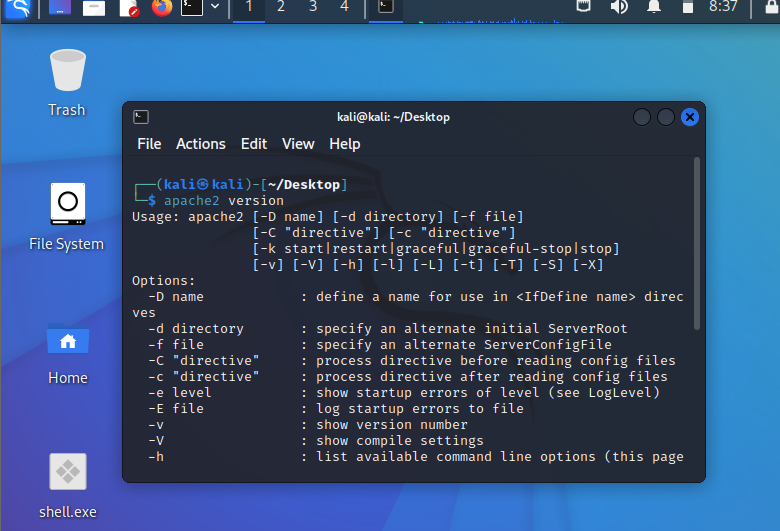 1 2 3 4 8:37
Trash
File System
Home
shell.exe
kali@kali: ~/Desktop
File Actions Edit View Help
┌──(kali㉿kali)-[~/Desktop]
└─$ apache2 version
Usage: apache2 [-D name] [-d directory] [-f file]
[-C "directive"] [-c "directive"]
[-k start|restart|graceful|graceful-stop|stop]
[-v] [-V] [-h] [-l] [-L] [-t] [-T] [-S] [-X]
Options:
-D name : define a name for use in <IfDefine name> direc
ves
-d directory : specify an alternate initial ServerRoot
-f file : specify an alternate ServerConfigFile
-C "directive" : process directive before reading config files
-c "directive" : process directive after reading config files
-e level : show startup errors of level (see LogLevel)
-E file : log startup errors to file
-v : show version number
-V : show compile settings
-h : list available command line options (this page